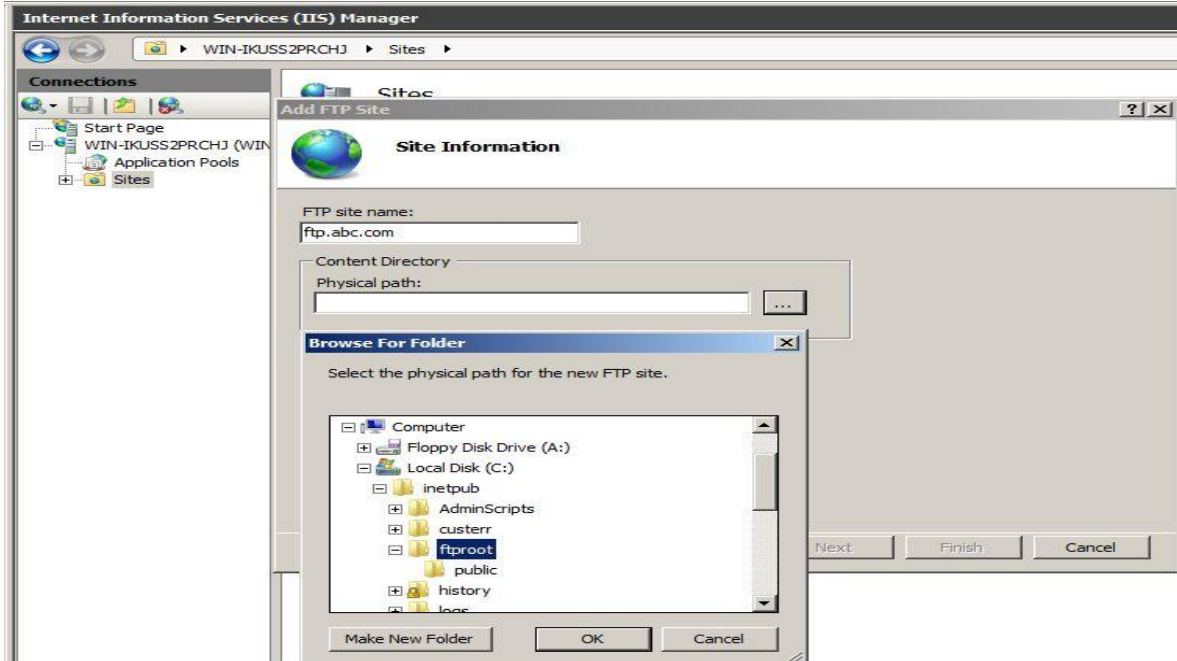 Internet Information Services (IIS) Manager
WIN-IKUSS2PRCHJ Sites
Connections
Start Page
WIN-IKUSS2PRCHJ (WIN
Application Pools
Sites
Sites
Add FTP Site
Site Information
FTP site name:
ftp.abc.com
Content Directory
Physical path:
...
Browse For Folder
Select the physical path for the new FTP site.
Computer
Floppy Disk Drive (A:)
Local Disk (C:)
inetpub
AdminScripts
custerr
ftproot
public
history
logs
Make New Folder OK Cancel
Next Finish Cancel